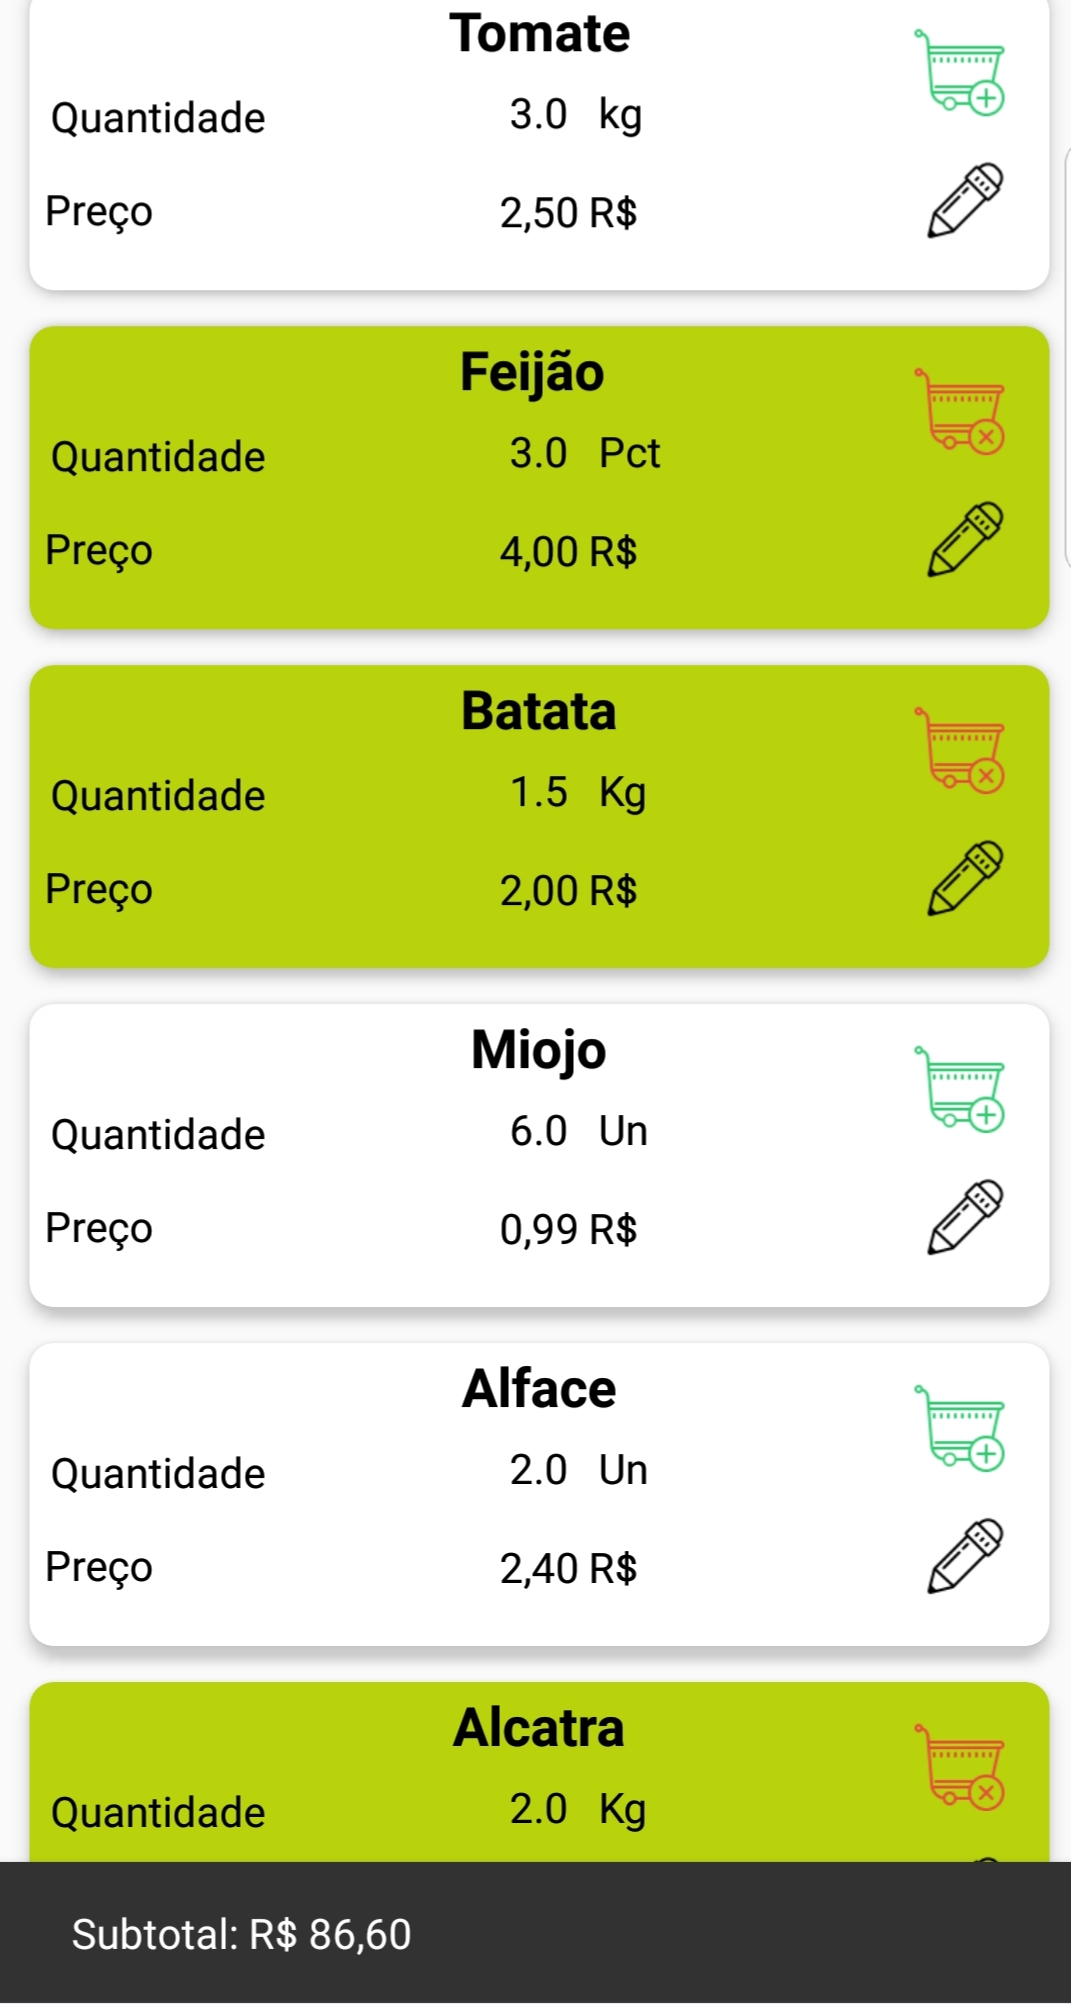 Tomate
Quantidade 3.0 kg
Preço 2,50 R$
Feijão
Quantidade 3.0 Pct
Preço 4,00 R$
Batata
Quantidade 1.5 Kg
Preço 2,00 R$
Miojo
Quantidade 6.0 Un
Preço 0,99 R$
Alface
Quantidade 2.0 Un
Preço 2,40 R$
Alcatra
Quantidade 2.0 Kg
Subtotal: R$ 86,60